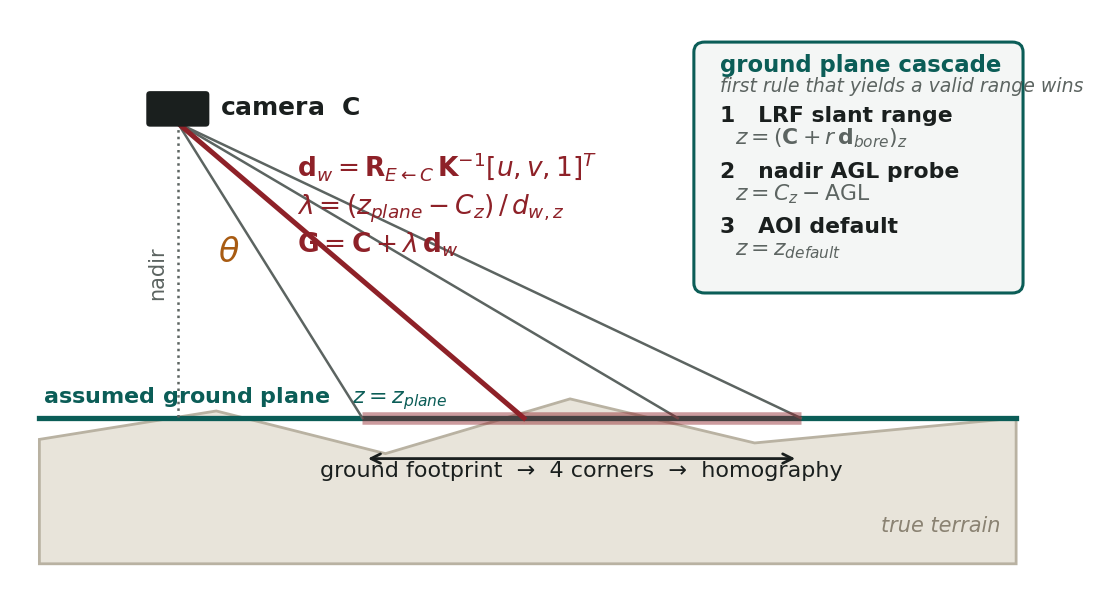 camera C
ground plane cascade
first rule that yields a valid range wins
1 LRF slant range
z = (C + r d_bore)_z
2 nadir AGL probe
z = C_z − AGL
3 AOI default
z = z_default
d_w = R_{E←C} K^{−1}[u, v, 1]^T
λ = (z_plane − C_z) / d_{w,z}
G = C + λ d_w
θ
nadir
assumed ground plane z = z_plane
ground footprint → 4 corners → homography
true terrain